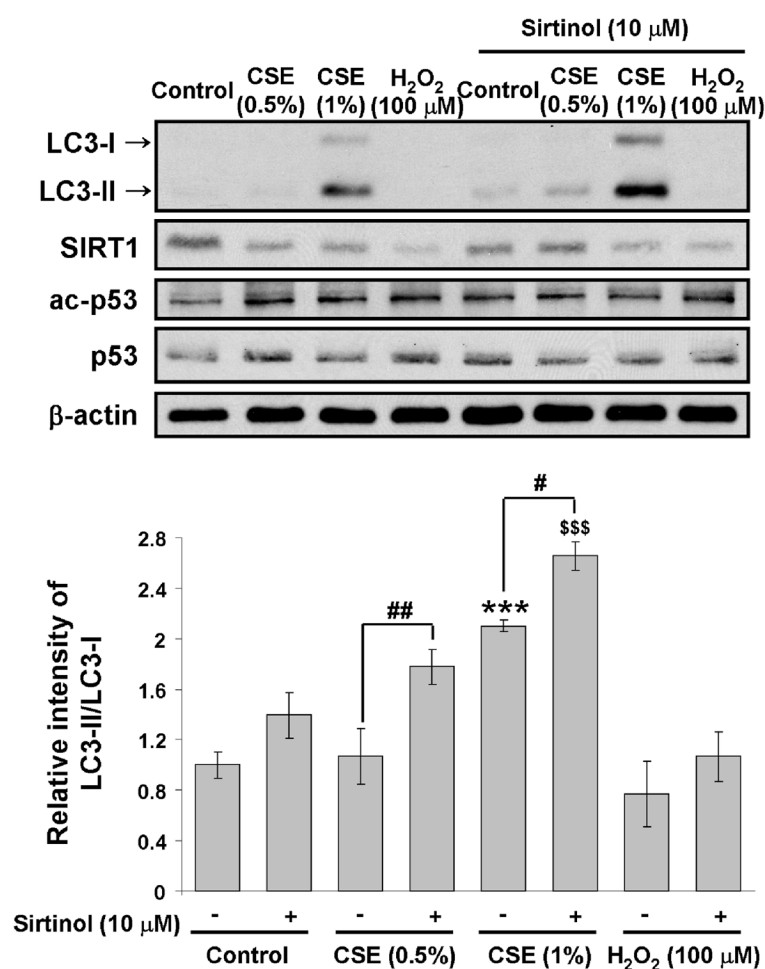 Sirtinol (10 μM)
Control CSE (0.5%) CSE (1%) H₂O₂ (100 μM) Control CSE (0.5%) CSE (1%) H₂O₂ (100 μM)
LC3-I →
LC3-II →
SIRT1
ac-p53
p53
β-actin
#
$$$
2.8
##
***
2.4
2
1.6
1.2
0.8
0.4
0
Relative intensity of
LC3-II/LC3-I
Sirtinol (10 μM) - + - + - + - +
Control CSE (0.5%) CSE (1%) H₂O₂ (100 μM)